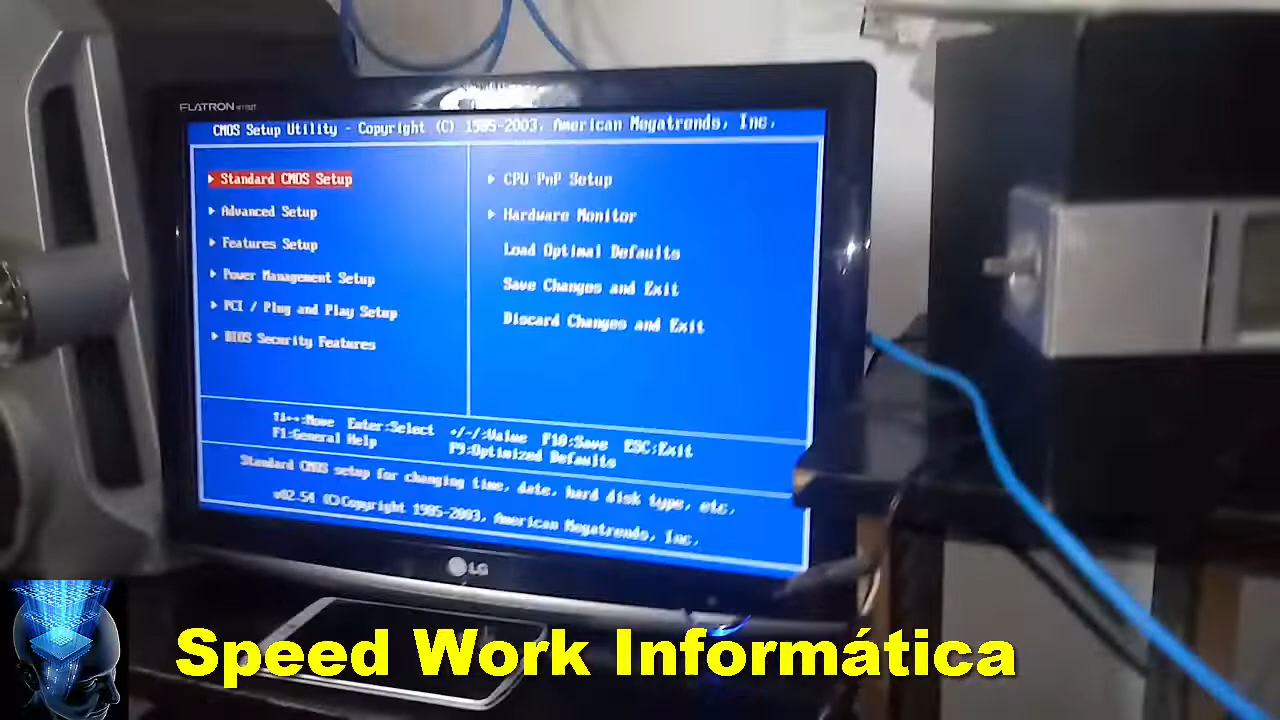 FLATRON
CMOS Setup Utility - Copyright (C) 1985-2003, American Megatrends, Inc.
Standard CMOS Setup
Advanced Setup
Features Setup
Power Management Setup
PCI / Plug and Play Setup
BIOS Security Features
CPU PnP Setup
Hardware Monitor
Load Optimal Defaults
Save Changes and Exit
Discard Changes and Exit
↑↓←→:Move Enter:Select +/-/:Value F10:Save ESC:Exit
F1:General Help F9:Optimized Defaults
Standard CMOS setup for changing time, date, hard disk type, etc.
v02.54 (C)Copyright 1985-2003, American Megatrends, Inc.
LG
Speed Work Informática